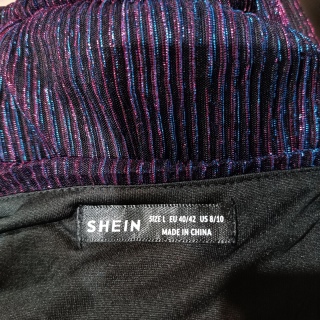 SHEIN
SIZE L EU 40/42 US 8/10
MADE IN CHINA